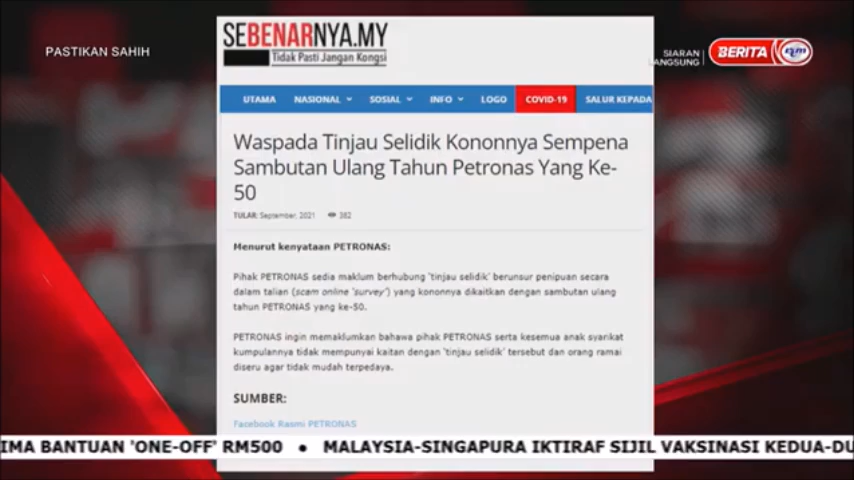 PASTIKAN SAHIH
SEBENARNYA.MY
Tidak Pasti Jangan Kongsi
SIARAN
LANGSUNG
BERITA
rtm
UTAMA NASIONAL SOSIAL INFO LOGO COVID-19 SALUR KEPADA
Waspada Tinjau Selidik Kononnya Sempena
Sambutan Ulang Tahun Petronas Yang Ke-
50
TULAR: September, 2021 382
Menurut kenyataan PETRONAS:
Pihak PETRONAS sedia maklum berhubung 'tinjau selidik' berunsur penipuan secara
dalam talian (scam online 'survey') yang kononnya dikaitkan dengan sambutan ulang
tahun PETRONAS yang ke-50.
PETRONAS ingin memaklumkan bahawa pihak PETRONAS serta kesemua anak syarikat
kumpulannya tidak mempunyai kaitan dengan 'tinjau selidik' tersebut dan orang ramai
diseru agar tidak mudah terpedaya.
SUMBER:
Facebook Rasmi PETRONAS
IMA BANTUAN 'ONE-OFF' RM500 ● MALAYSIA-SINGAPURA IKTIRAF SIJIL VAKSINASI KEDUA-DU